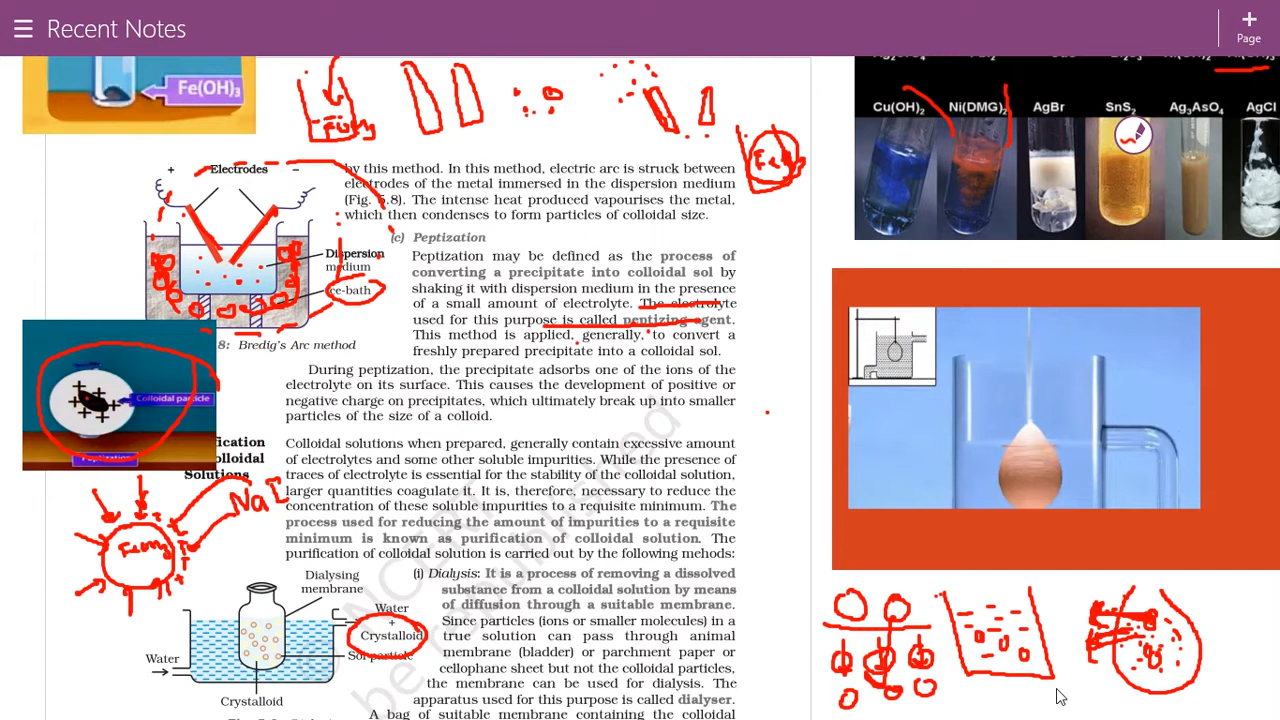 Recent Notes
Page
Fe(OH)₃
Cu(OH)₂ Ni(DMG)₂ AgBr SnS₂ Ag₃AsO₄ AgCl
+ Electrodes −
Dispersion
medium
Ice-bath
8: Bredig's Arc method
by this method. In this method, electric arc is struck between
electrodes of the metal immersed in the dispersion medium
(Fig. 5.8). The intense heat produced vapourises the metal,
which then condenses to form particles of colloidal size.
(c) Peptization
Peptization may be defined as the process of
converting a precipitate into colloidal sol by
shaking it with dispersion medium in the presence
of a small amount of electrolyte. The electrolyte
used for this purpose is called peptizing agent.
This method is applied, generally, to convert a
freshly prepared precipitate into a colloidal sol.
During peptization, the precipitate adsorbs one of the ions of the
electrolyte on its surface. This causes the development of positive or
negative charge on precipitates, which ultimately break up into smaller
particles of the size of a colloid.
Colloidal particle
Peptization
fication
olloidal
Solutions
Colloidal solutions when prepared, generally contain excessive amount
of electrolytes and some other soluble impurities. While the presence of
traces of electrolyte is essential for the stability of the colloidal solution,
larger quantities coagulate it. It is, therefore, necessary to reduce the
concentration of these soluble impurities to a requisite minimum. The
process used for reducing the amount of impurities to a requisite
minimum is known as purification of colloidal solution. The
purification of colloidal solution is carried out by the following mehods:
(i) Dialysis: It is a process of removing a dissolved
substance from a colloidal solution by means
of diffusion through a suitable membrane.
Since particles (ions or smaller molecules) in a
true solution can pass through animal
membrane (bladder) or parchment paper or
cellophane sheet but not the colloidal particles,
the membrane can be used for dialysis. The
apparatus used for this purpose is called dialyser.
A bag of suitable membrane containing the colloidal
Dialysing
membrane
Water
+
Crystalloid
Sol particle
Water
Crystalloid
NCERT
be republished